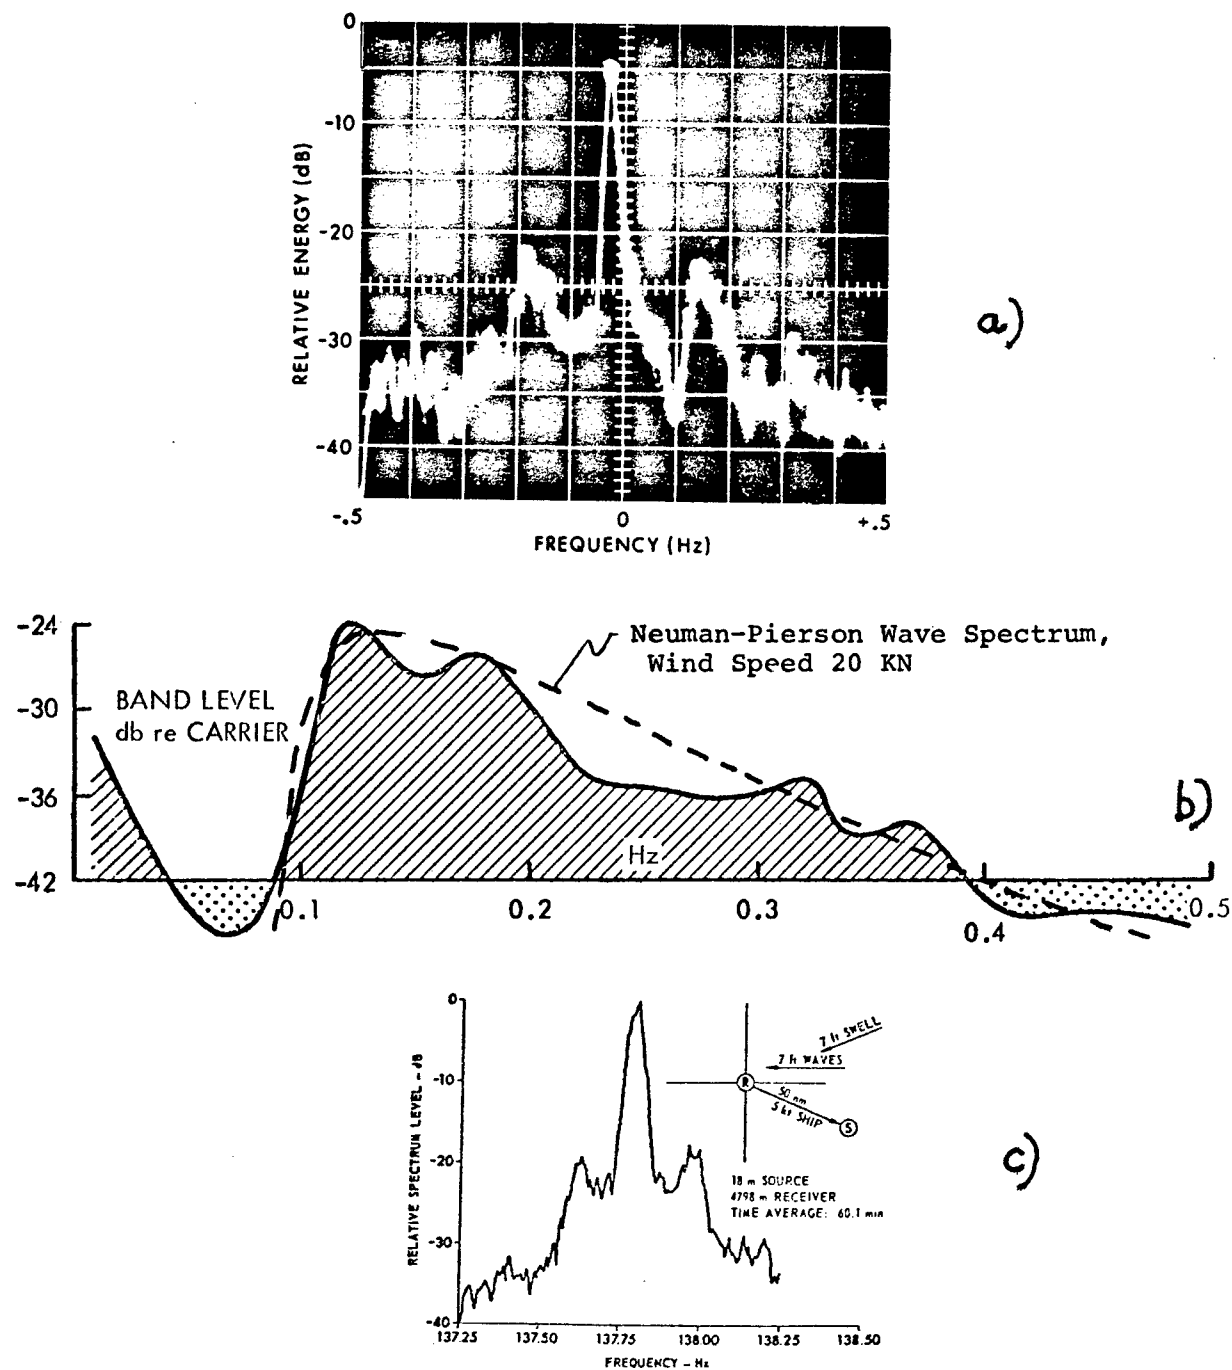 0
-10
-20
-30
-40
RELATIVE ENERGY (dB)
-.5
0
+.5
FREQUENCY (Hz)
a)
-24
-30
-36
-42
BAND LEVEL
db re CARRIER
Neuman-Pierson Wave Spectrum,
Wind Speed 20 KN
Hz
0.1
0.2
0.3
0.4
0.5
b)
0
-10
-20
-30
-40
RELATIVE SPECTRUM LEVEL - dB
7 ft SWELL
7 ft WAVES
R
50 nm
5 kt SHIP
S
18 m SOURCE
4798 m RECEIVER
TIME AVERAGE: 60.1 min
137.25
137.50
137.75
138.00
138.25
138.50
FREQUENCY - Hz
c)